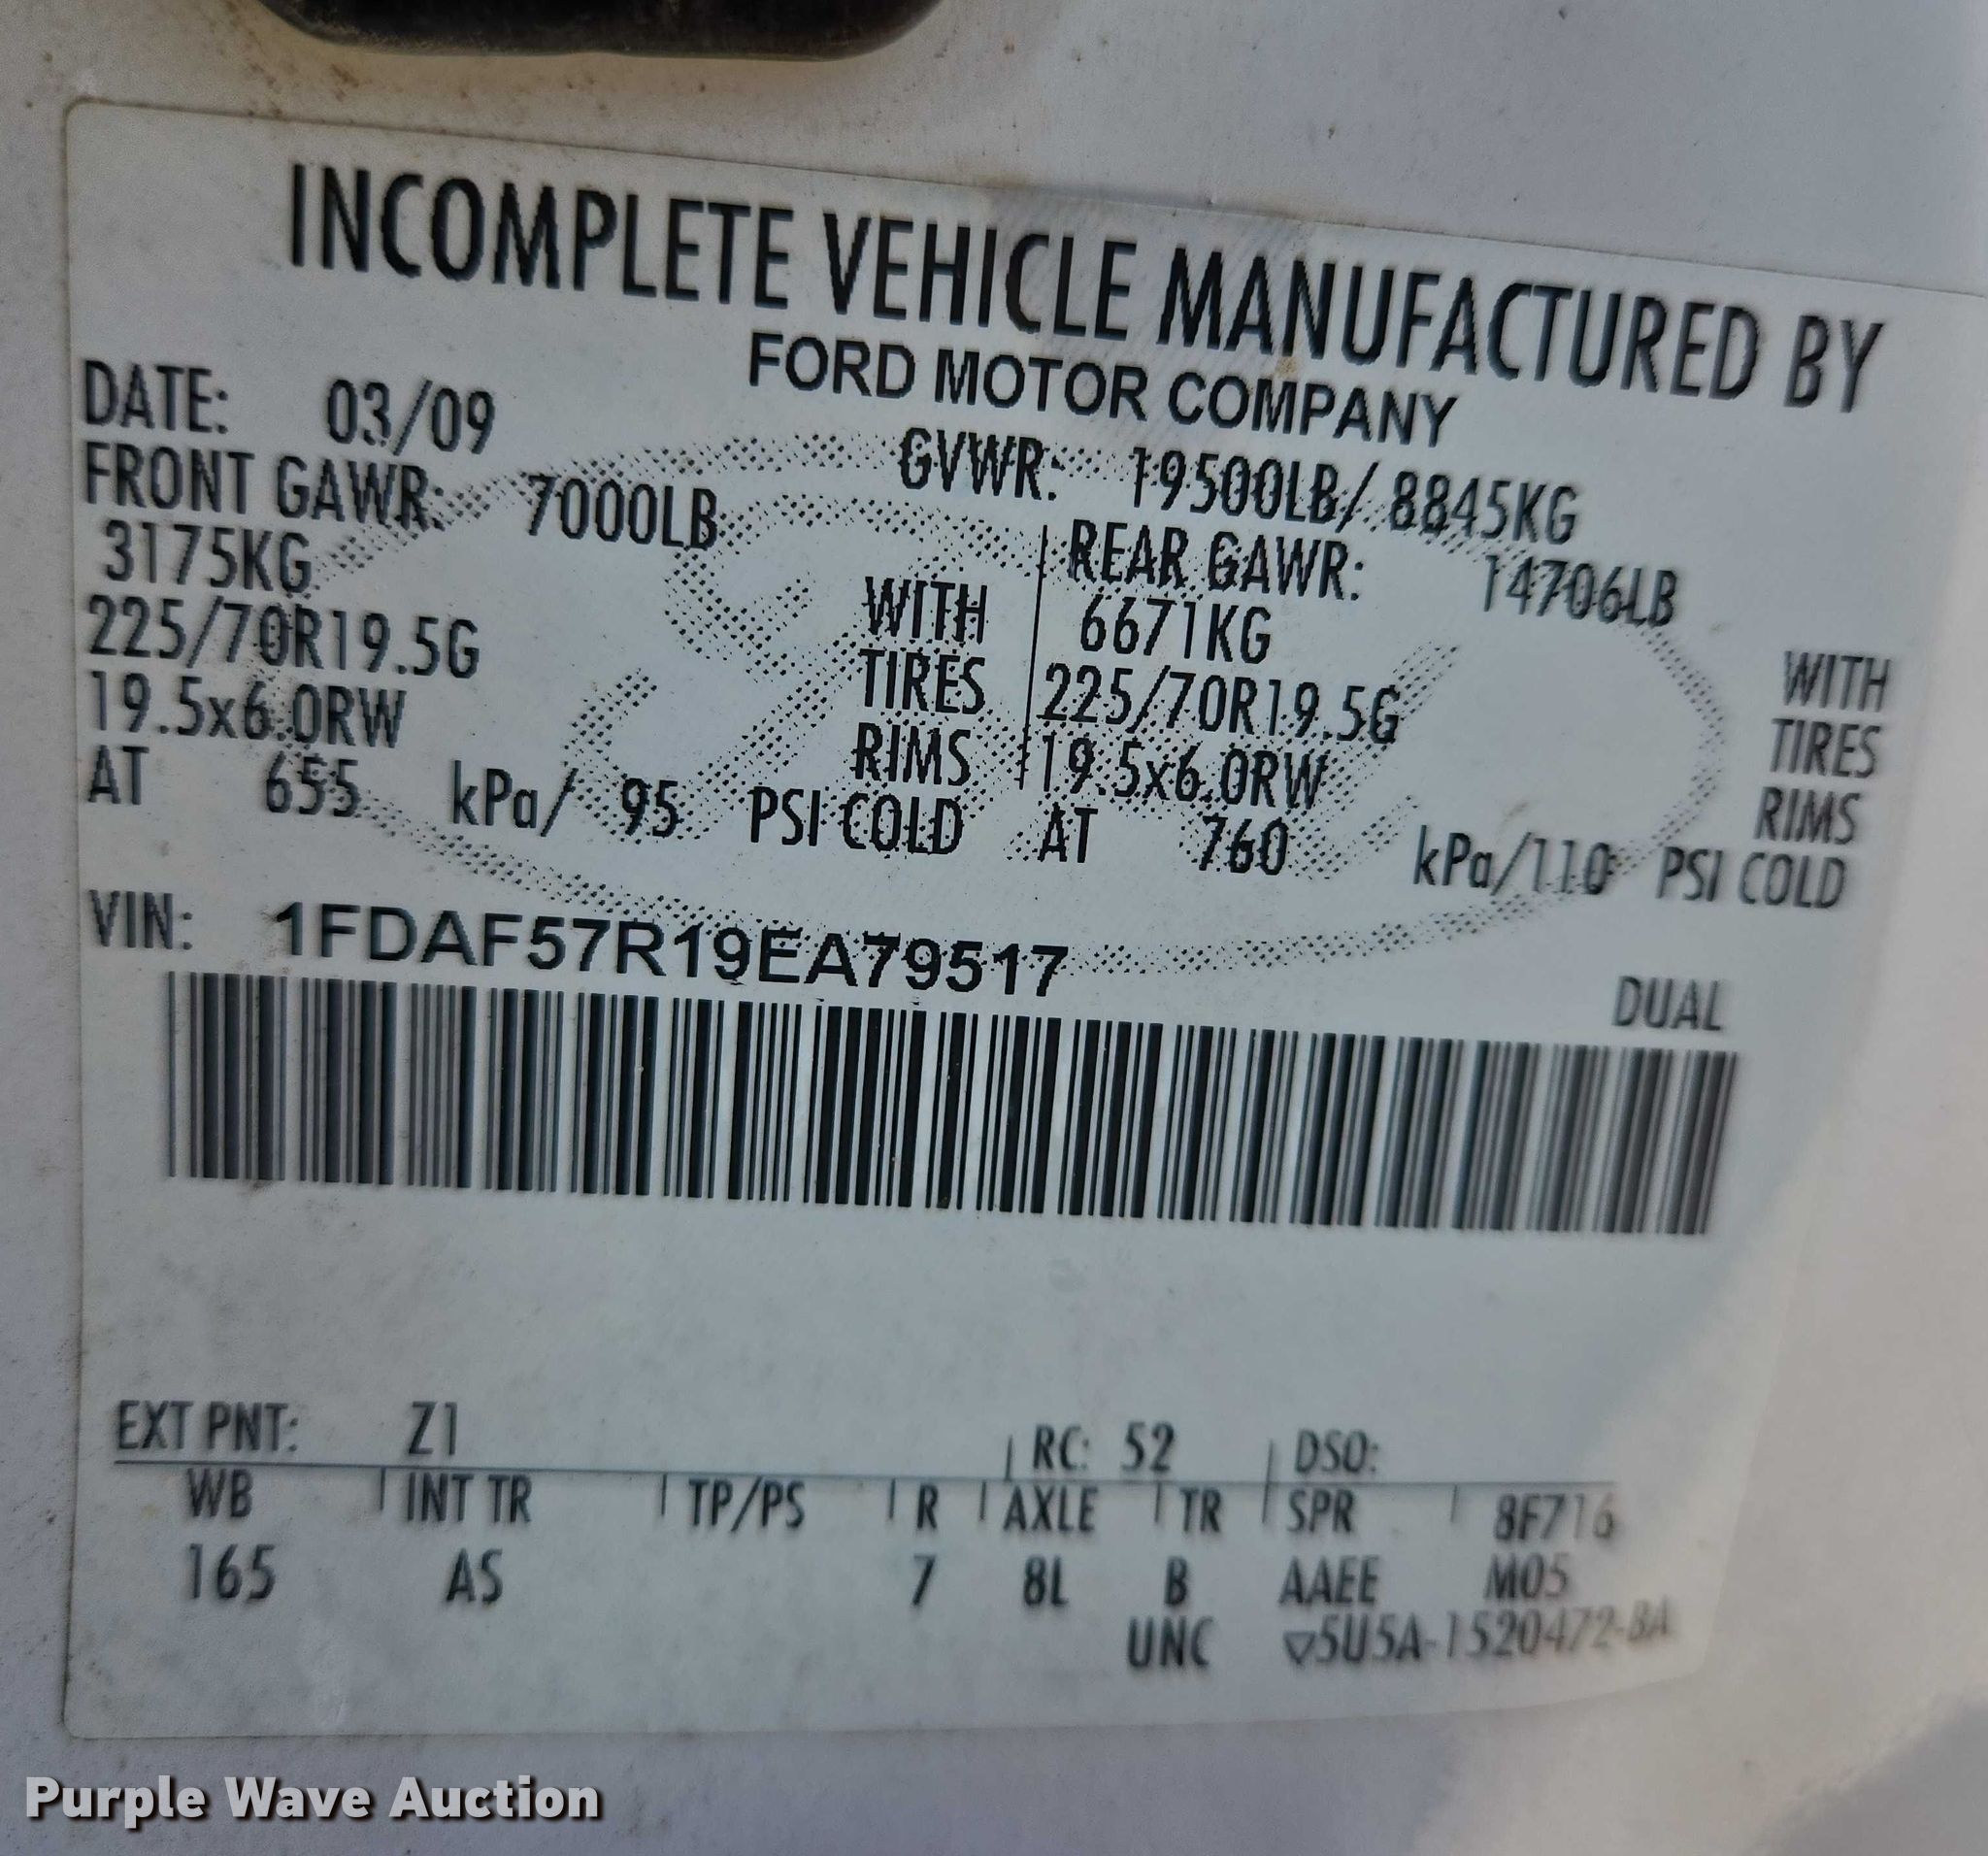 INCOMPLETE VEHICLE MANUFACTURED BY
FORD MOTOR COMPANY
DATE: 03/09 GVWR: 19500LB/ 8845KG
FRONT GAWR: 7000LB REAR GAWR: 14706LB
3175KG WITH 6671KG WITH
225/70R19.5G TIRES 225/70R19.5G TIRES
19.5x6.0RW RIMS 19.5x6.0RW RIMS
AT 655 kPa/ 95 PSI COLD AT 760 kPa/110 PSI COLD
VIN: 1FDAF57R19EA79517 DUAL
EXT PNT: Z1 RC: 52 DSO:
WB INT TR TP/PS R AXLE TR SPR 8F716
165 AS 7 8L B AAEE M05
UNC ▽5U5A-1520472-BA
Purple Wave Auction